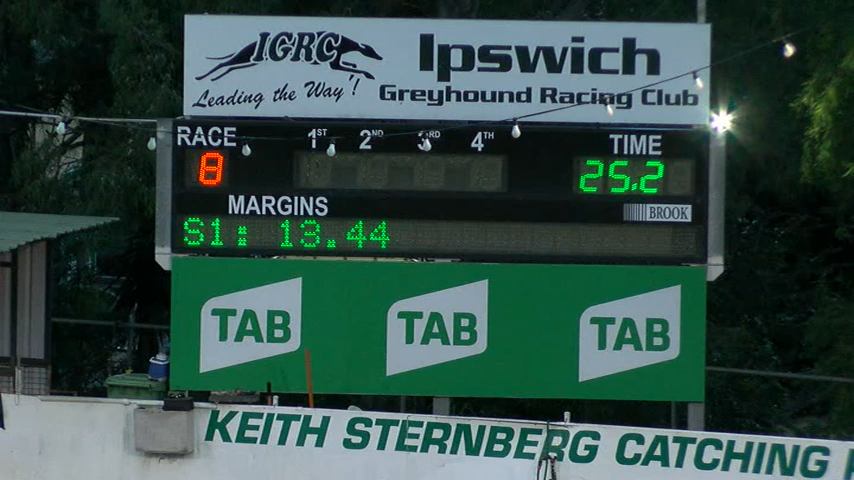 IGRC
Leading the Way'!
Ipswich
Greyhound Racing Club
RACE 1ST 2ND 3RD 4TH TIME
8 25.2
MARGINS BROOK
S1: 13.44
TAB TAB TAB
KEITH STERNBERG CATCHING